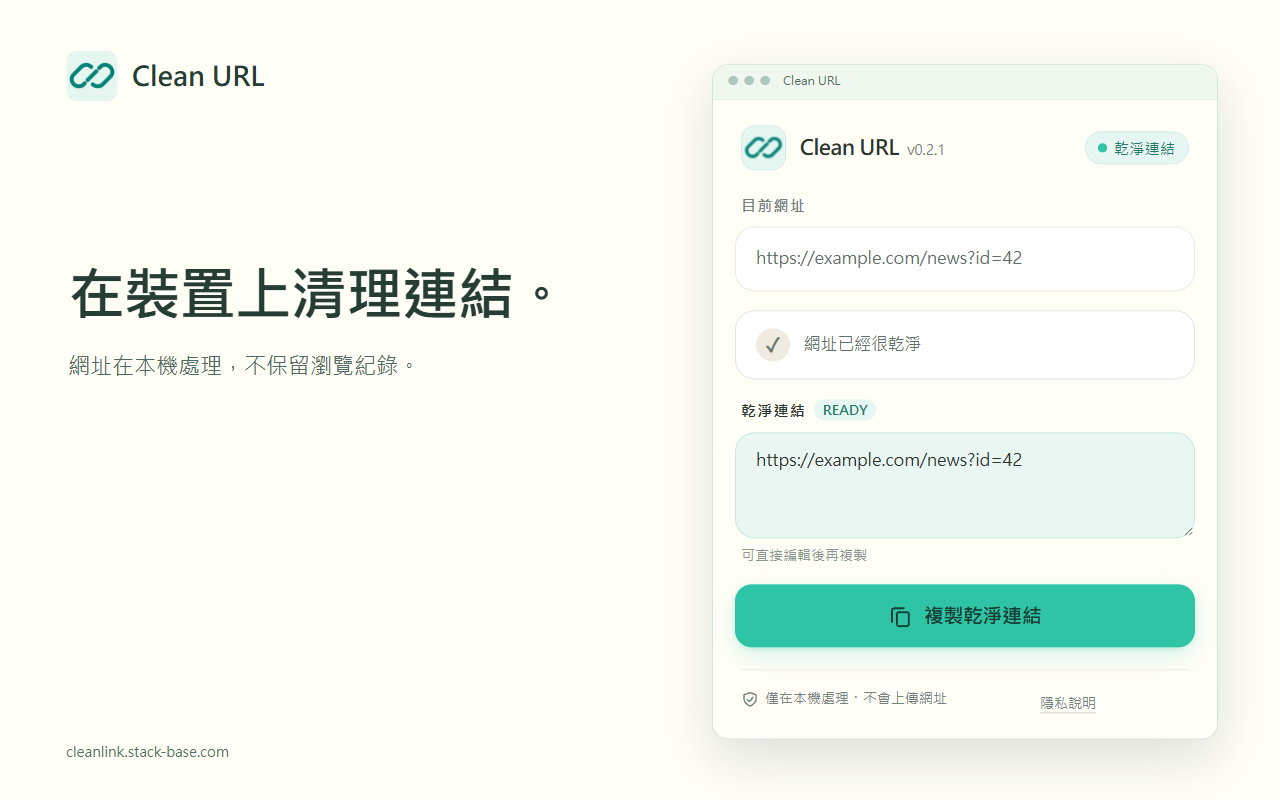 Clean URL
在裝置上清理連結。
網址在本機處理，不保留瀏覽紀錄。
cleanlink.stack-base.com
Clean URL
Clean URL v0.2.1
乾淨連結
目前網址
https://example.com/news?id=42
網址已經很乾淨
乾淨連結 READY
https://example.com/news?id=42
可直接編輯後再複製
複製乾淨連結
僅在本機處理．不會上傳網址
隱私說明